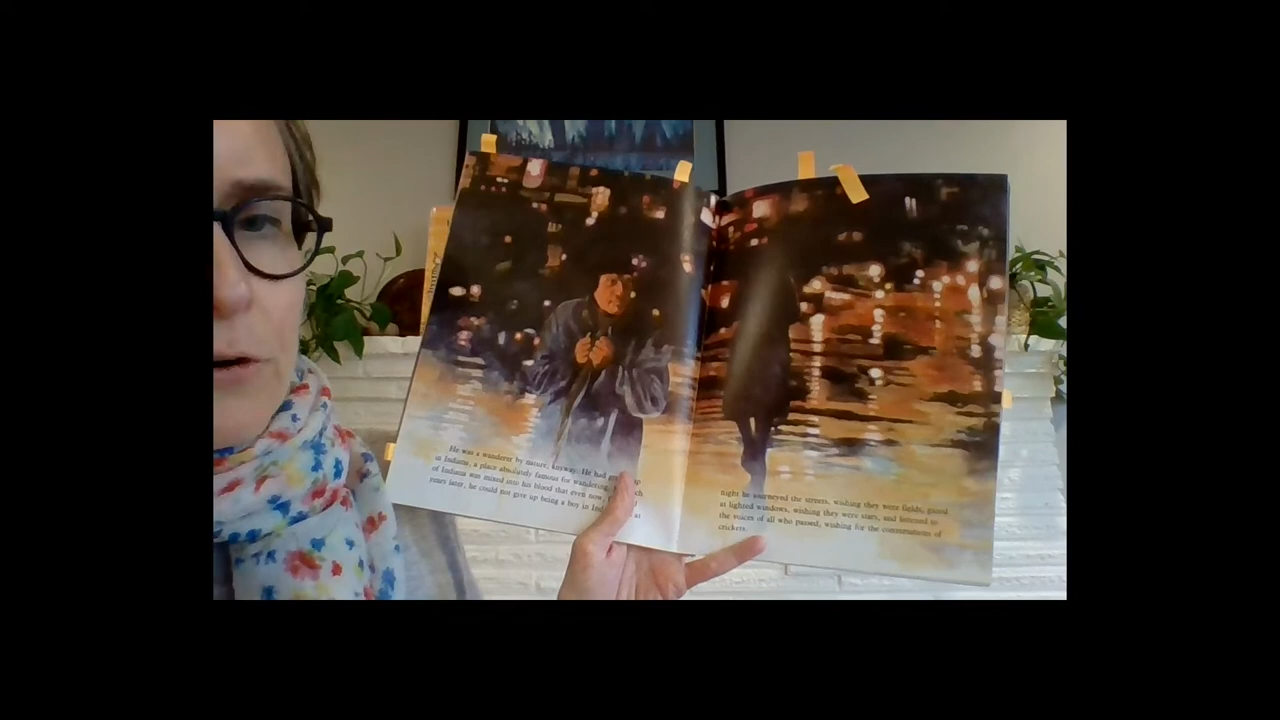 He was a wanderer by nature, anyway. He had up
in Indiana, a place absolutely famous for wandering.
of Indiana was mixed into his blood that even now,
years later, he could not give up being a boy in at
night he journeyed the streets, wishing they were fields, gazed
at lighted windows, wishing they were stars, and listened to
the voices of all who passed, wishing for the conversations of
crickets.